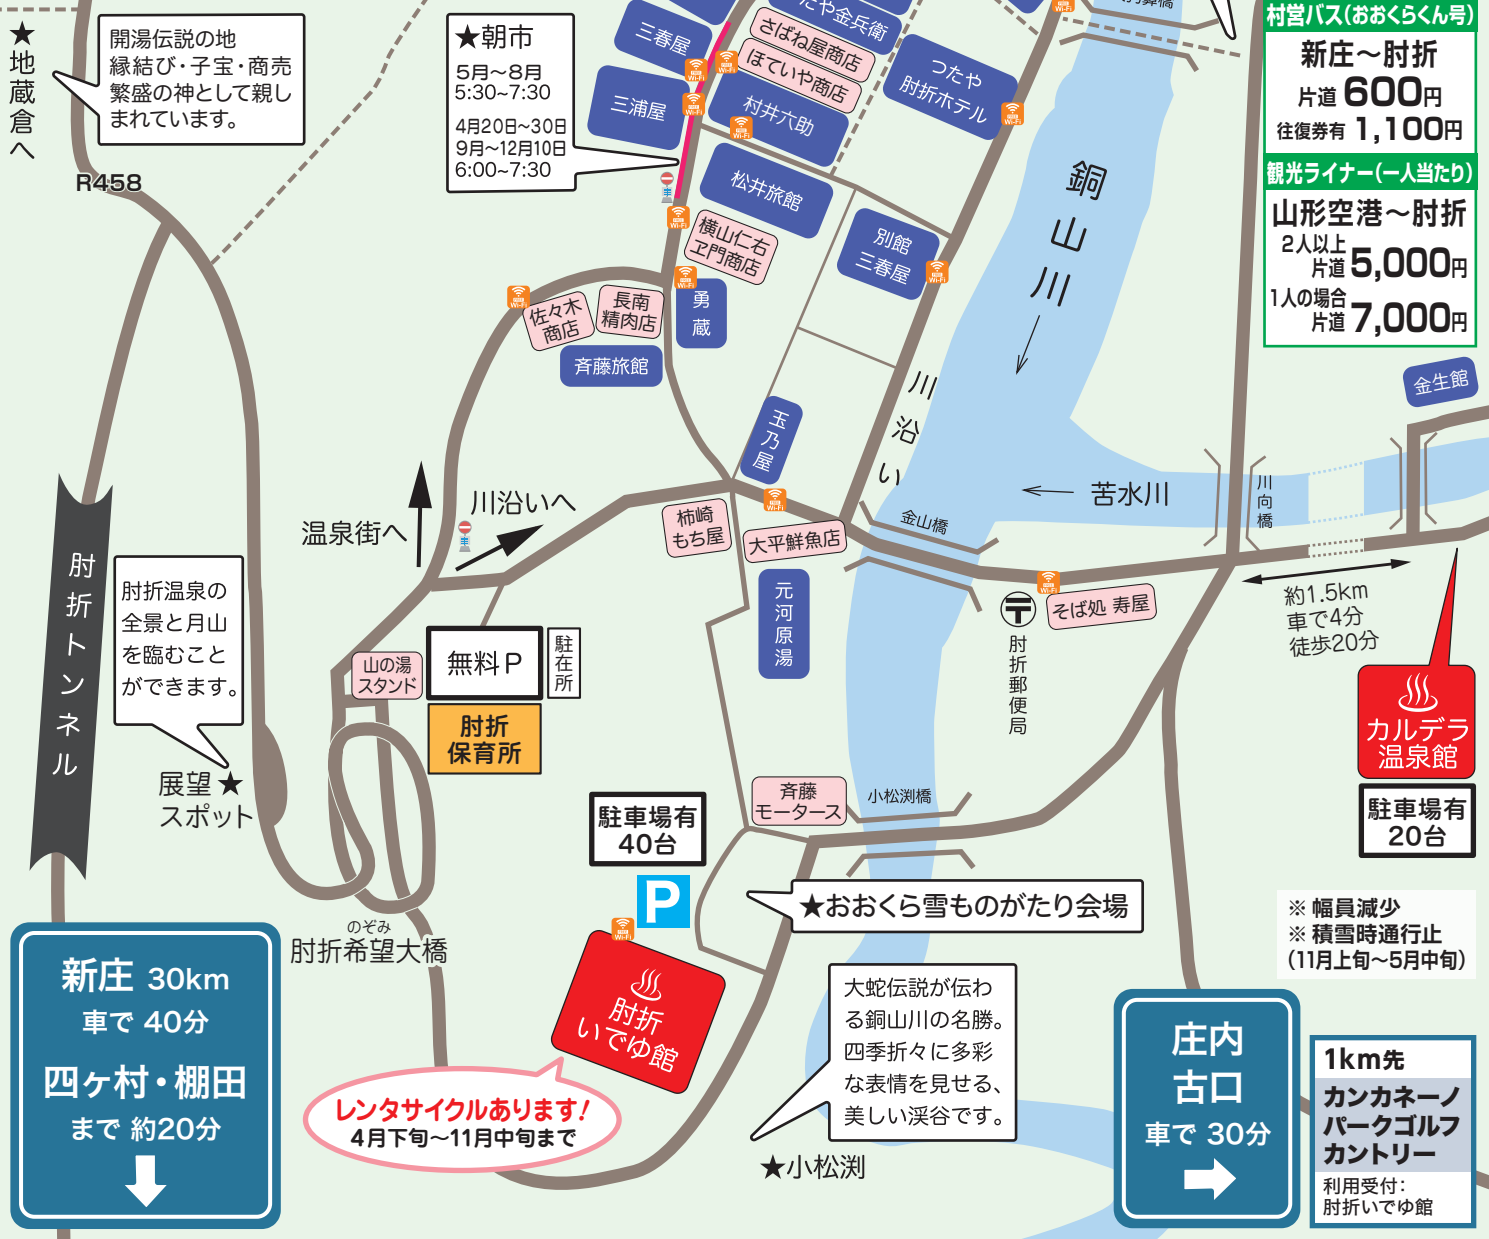 ★地蔵倉へ
開湯伝説の地
縁結び・子宝・商売
繁盛の神として親し
まれています。
R458
★朝市
5月〜8月
5:30~7:30
4月20日~30日
9月~12月10日
6:00~7:30
三春屋
三浦屋
たや金兵衛
さばね屋商店
ほていや商店
村井六助
つたや
肘折ホテル
松井旅館
横山仁右
ヱ門商店
別館
三春屋
銅山川
村営バス(おおくらくん号)
新庄〜肘折
片道 600円
往復券有 1,100円
観光ライナー(一人当たり)
山形空港〜肘折
2人以上
片道 5,000円
1人の場合
片道 7,000円
佐々木
商店
長南
精肉店
勇蔵
斉藤旅館
玉乃屋
川沿い
金生館
温泉街へ
川沿いへ
柿崎
もち屋
大平鮮魚店
金山橋
苦水川
川向橋
元河原湯
そば処 寿屋
肘折郵便局
約1.5km
車で4分
徒歩20分
カルデラ
温泉館
駐車場有
20台
肘折トンネル
肘折温泉の
全景と月山
を臨むこと
ができます。
展望★
スポット
山の湯
スタンド
無料P
駐在所
肘折
保育所
駐車場有
40台
P
斉藤
モータース
小松渕橋
★おおくら雪ものがたり会場
のぞみ
肘折希望大橋
肘折
いでゆ館
レンタサイクルあります!
4月下旬〜11月中旬まで
大蛇伝説が伝わ
る銅山川の名勝。
四季折々に多彩
な表情を見せる、
美しい渓谷です。
★小松渕
※ 幅員減少
※ 積雪時通行止
(11月上旬〜5月中旬)
新庄 30km
車で 40分
四ヶ村・棚田
まで 約20分
庄内
古口
車で 30分
1km先
カンカネーノ
パークゴルフ
カントリー
利用受付：
肘折いでゆ館